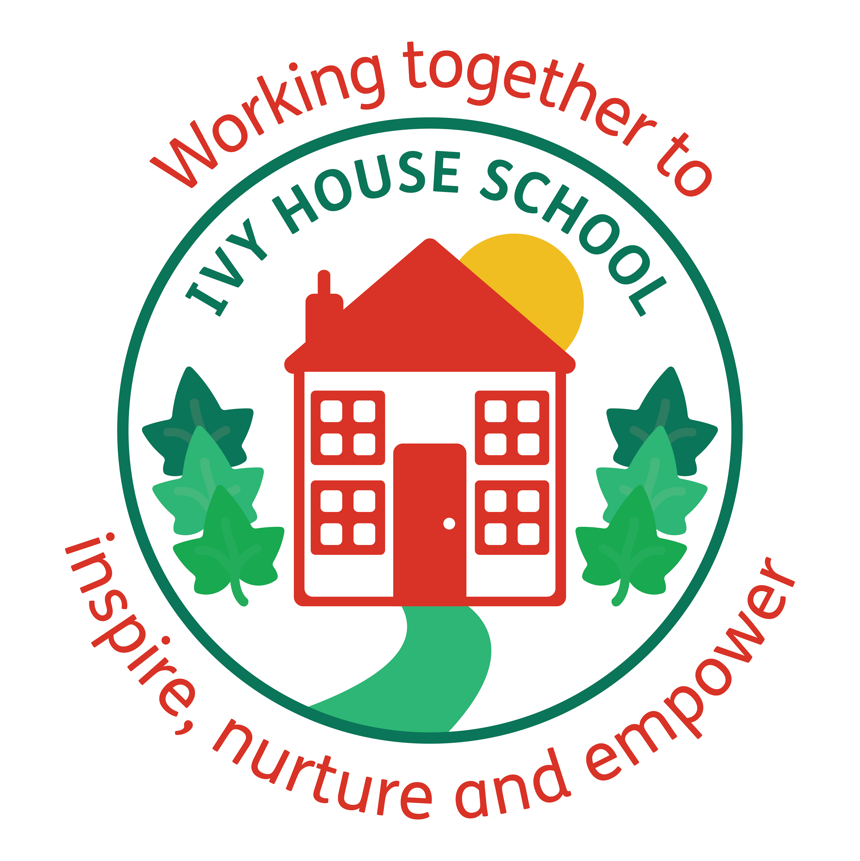 Working together to
IVY HOUSE SCHOOL
inspire, nurture and empower